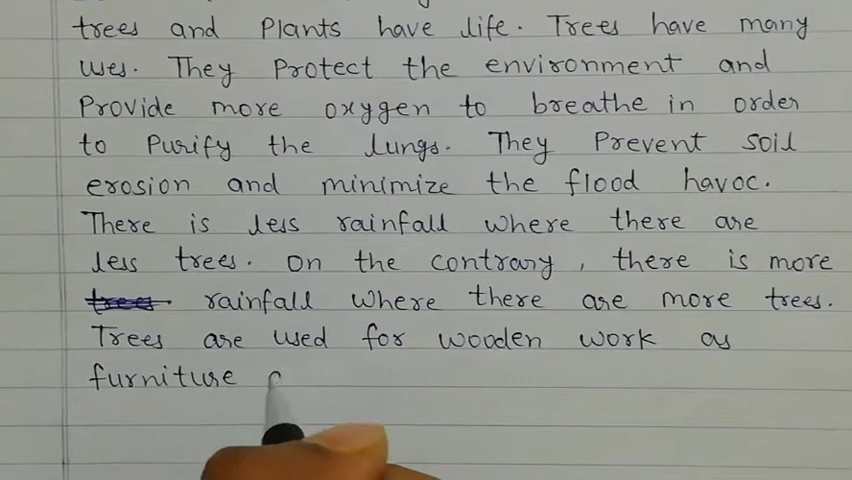 trees and Plants have life. Trees have many
uses. They Protect the environment and
Provide more oxygen to breathe in order
to Purify the lungs. They Prevent soil
erosion and minimize the flood havoc.
There is less rainfall where there are
less trees. On the contrary, there is more
trees rainfall where there are more trees.
Trees are used for wooden work as
furniture